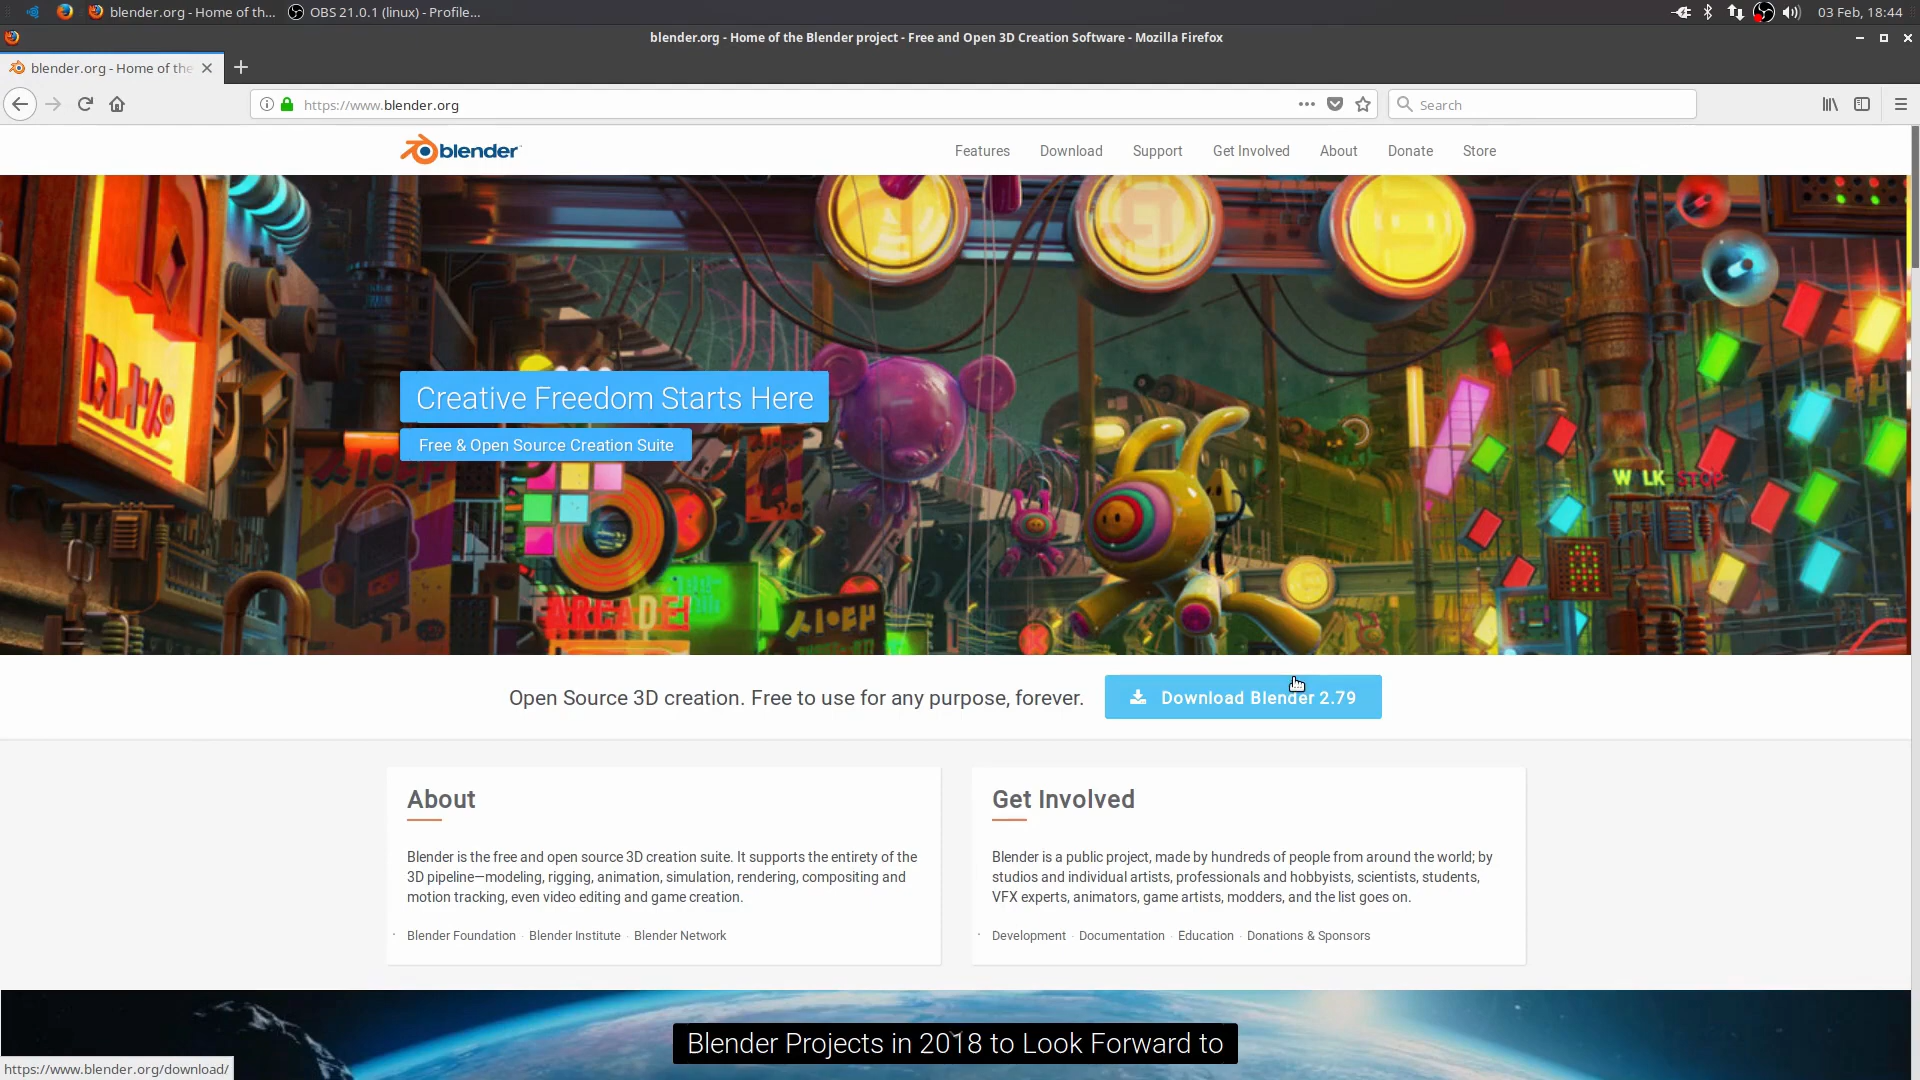 blender.org - Home of th...
OBS 21.0.1 (linux) - Profile...
03 Feb, 18:44
blender.org - Home of the Blender project - Free and Open 3D Creation Software - Mozilla Firefox
blender.org - Home of the
https://www.blender.org
Search
blender
Features
Download
Support
Get Involved
About
Donate
Store
Creative Freedom Starts Here
Free & Open Source Creation Suite
W LK STOP
ARCADE!
Open Source 3D creation. Free to use for any purpose, forever.
Download Blender 2.79
About
Blender is the free and open source 3D creation suite. It supports the entirety of the
3D pipeline—modeling, rigging, animation, simulation, rendering, compositing and
motion tracking, even video editing and game creation.
Blender Foundation · Blender Institute · Blender Network
Get Involved
Blender is a public project, made by hundreds of people from around the world; by
studios and individual artists, professionals and hobbyists, scientists, students,
VFX experts, animators, game artists, modders, and the list goes on.
Development · Documentation · Education · Donations & Sponsors
Blender Projects in 2018 to Look Forward to
https://www.blender.org/download/